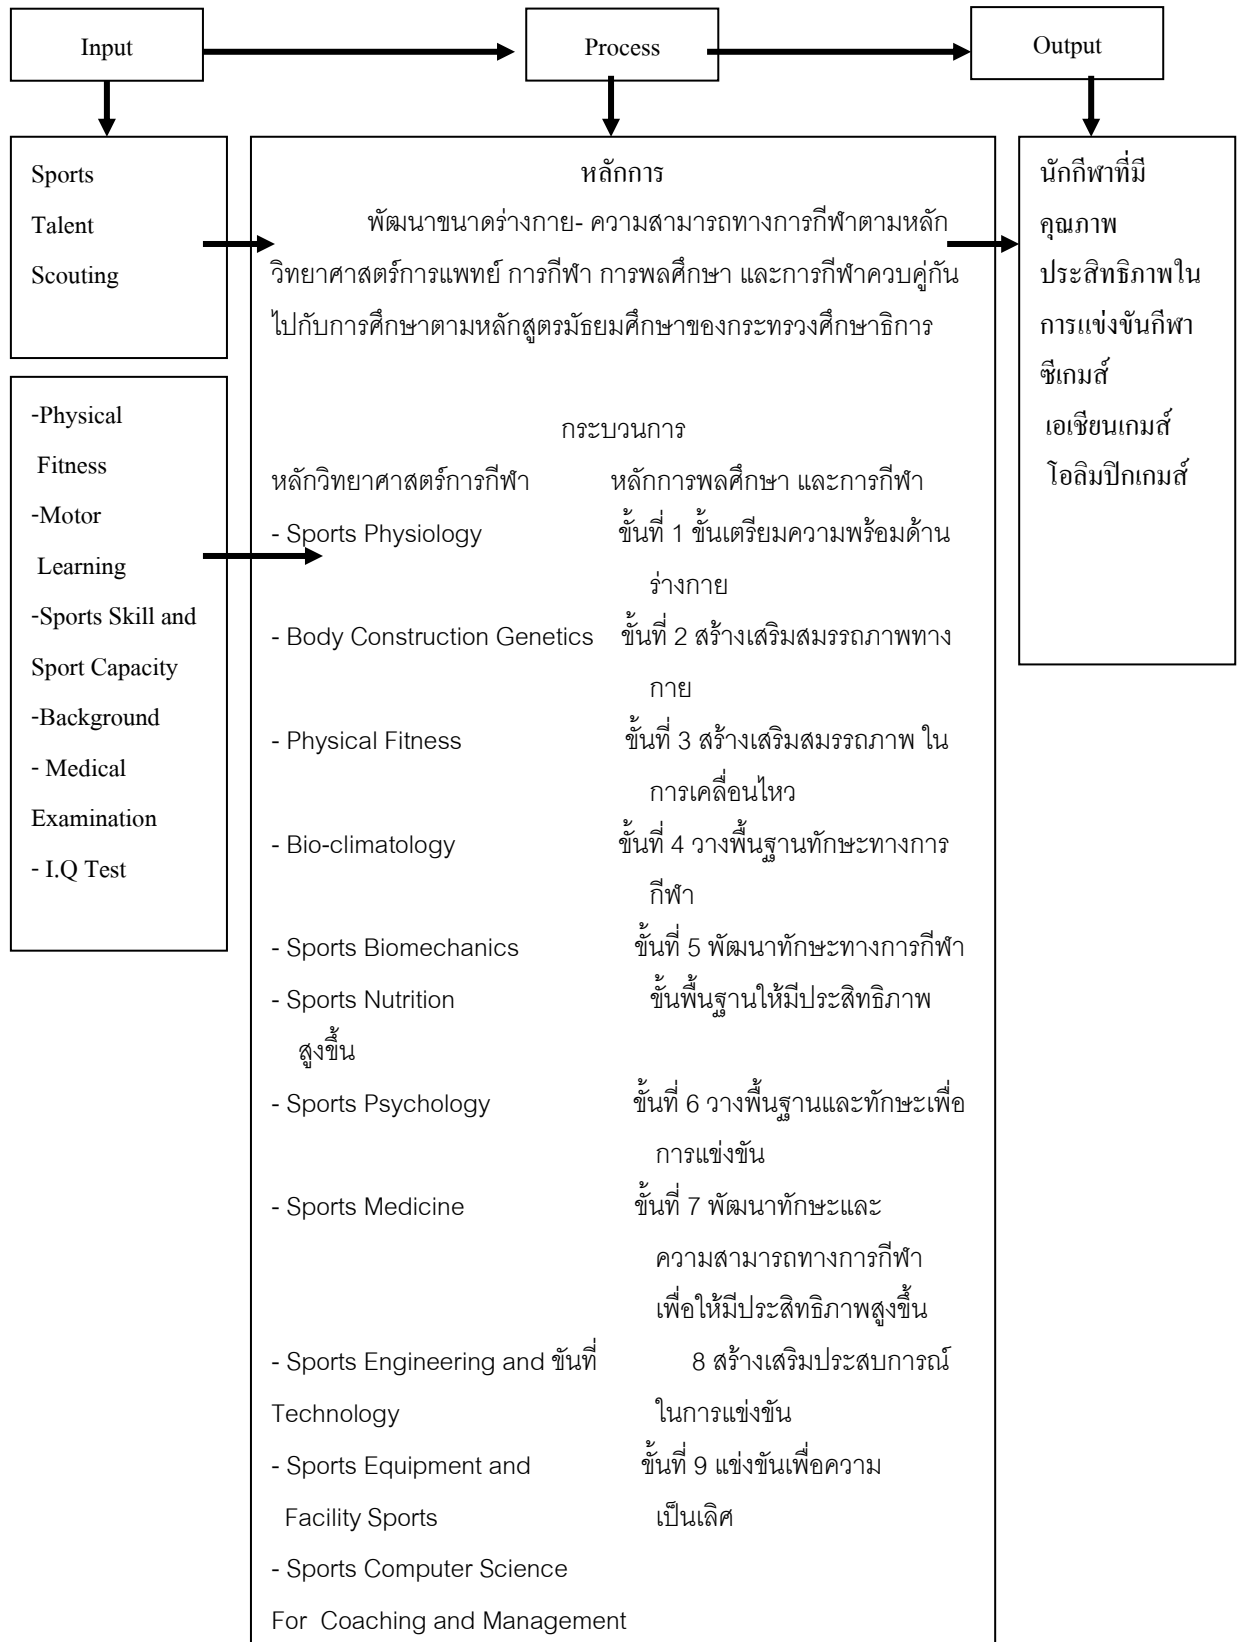 Input
Process
Output
Sports
Talent
Scouting
-Physical
Fitness
-Motor
Learning
-Sports Skill and
Sport Capacity
-Background
- Medical
Examination
- I.Q Test
หลักการ
พัฒนาขนาดร่างกาย- ความสามารถทางการกีฬาตามหลัก
วิทยาศาสตร์การแพทย์ การกีฬา การพลศึกษา และการกีฬาควบคู่กัน
ไปกับการศึกษาตามหลักสูตรมัธยมศึกษาของกระทรวงศึกษาธิการ
กระบวนการ
หลักวิทยาศาสตร์การกีฬา หลักการพลศึกษา และการกีฬา
- Sports Physiology ขั้นที่ 1 ขั้นเตรียมความพร้อมด้าน
ร่างกาย
- Body Construction Genetics ขั้นที่ 2 สร้างเสริมสมรรถภาพทาง
กาย
- Physical Fitness ขั้นที่ 3 สร้างเสริมสมรรถภาพ ใน
การเคลื่อนไหว
- Bio-climatology ขั้นที่ 4 วางพื้นฐานทักษะทางการ
กีฬา
- Sports Biomechanics ขั้นที่ 5 พัฒนาทักษะทางการกีฬา
- Sports Nutrition ขั้นพื้นฐานให้มีประสิทธิภาพ
สูงขึ้น
- Sports Psychology ขั้นที่ 6 วางพื้นฐานและทักษะเพื่อ
การแข่งขัน
- Sports Medicine ขั้นที่ 7 พัฒนาทักษะและ
ความสามารถทางการกีฬา
เพื่อให้มีประสิทธิภาพสูงขึ้น
- Sports Engineering and ขันที่ 8 สร้างเสริมประสบการณ์
Technology ในการแข่งขัน
- Sports Equipment and ขั้นที่ 9 แข่งขันเพื่อความ
Facility Sports เป็นเลิศ
- Sports Computer Science
For Coaching and Management
นักกีฬาที่มี
คุณภาพ
ประสิทธิภาพใน
การแข่งขันกีฬา
ซีเกมส์
เอเชียนเกมส์
โอลิมปิกเกมส์